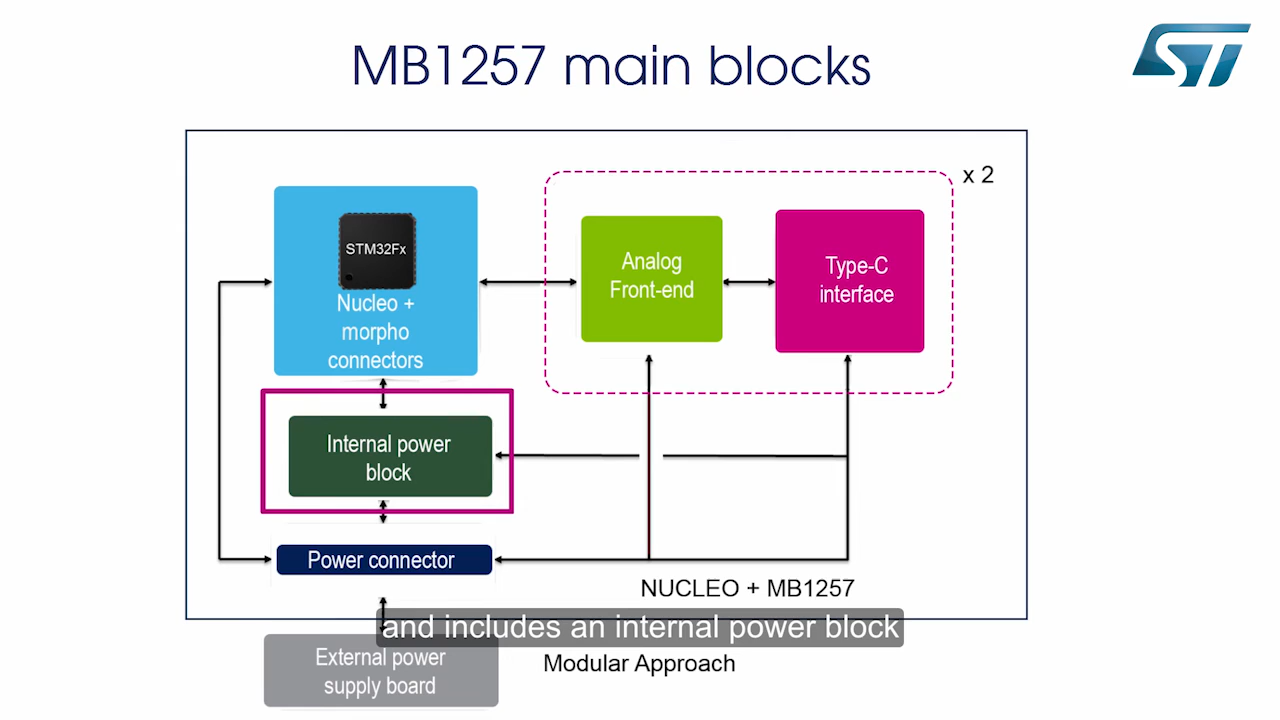 MB1257 main blocks
ST
x 2
STM32Fx
Nucleo +
morpho
connectors
Analog
Front-end
Type-C
interface
Internal power
block
Power connector
NUCLEO + MB1257
and includes an internal power block
External power
supply board
Modular Approach